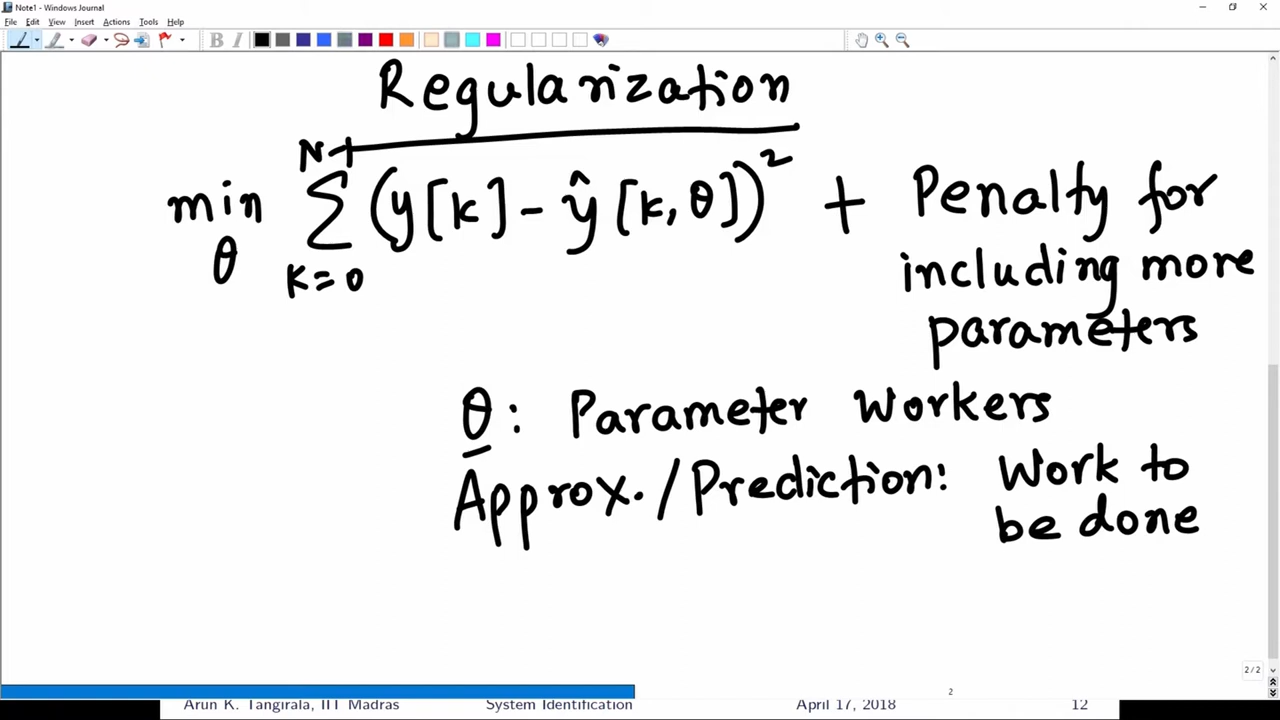 Note1 - Windows Journal
File Edit View Insert Actions Tools Help
B I
Regularization
min θ ∑ N-1 K=0 (y[k] - ŷ[k, θ])² + Penalty for
including more
parameters
θ: Parameter Workers
Approx. / Prediction: Work to
be done
2 / 2
2
Arun K. Tangirala, IIT Madras System Identification April 17, 2018 12